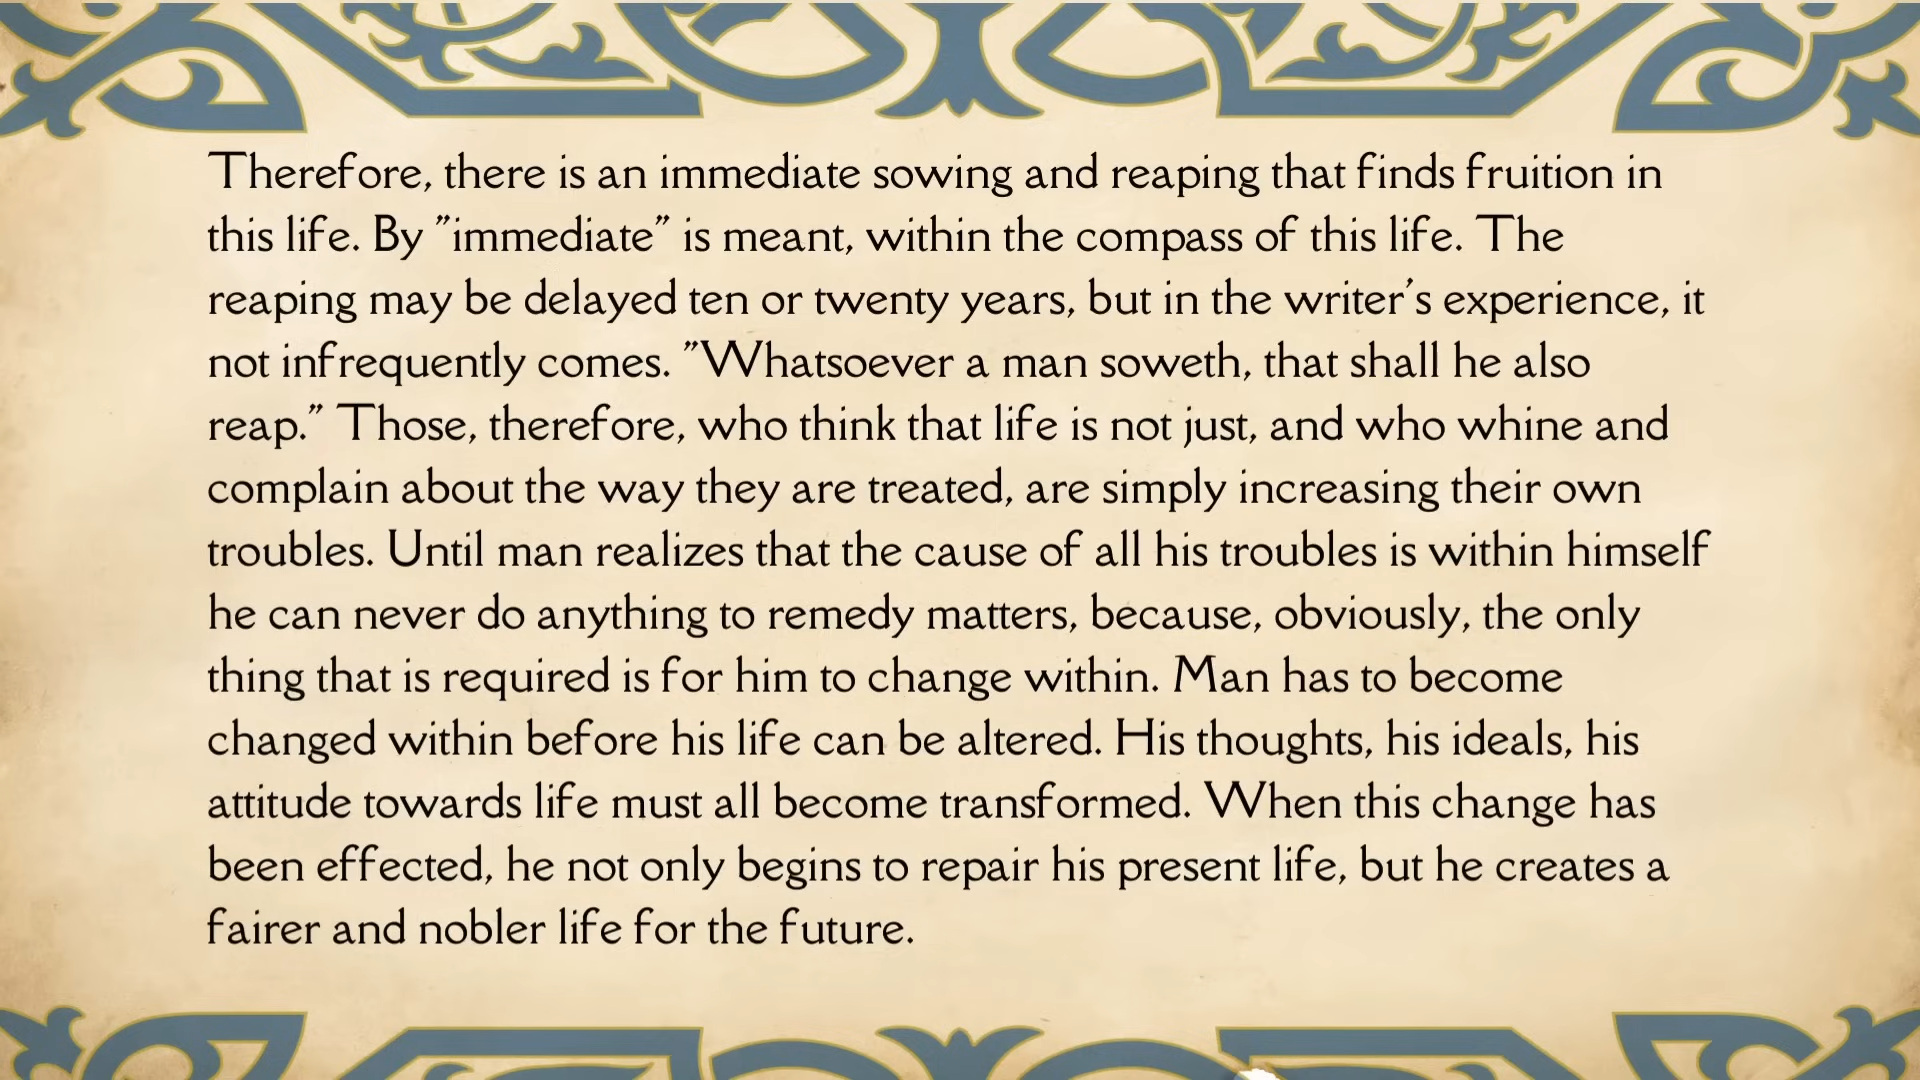 Therefore, there is an immediate sowing and reaping that finds fruition in
this life. By "immediate" is meant, within the compass of this life. The
reaping may be delayed ten or twenty years, but in the writer's experience, it
not infrequently comes. "Whatsoever a man soweth, that shall he also
reap." Those, therefore, who think that life is not just, and who whine and
complain about the way they are treated, are simply increasing their own
troubles. Until man realizes that the cause of all his troubles is within himself
he can never do anything to remedy matters, because, obviously, the only
thing that is required is for him to change within. Man has to become
changed within before his life can be altered. His thoughts, his ideals, his
attitude towards life must all become transformed. When this change has
been effected, he not only begins to repair his present life, but he creates a
fairer and nobler life for the future.